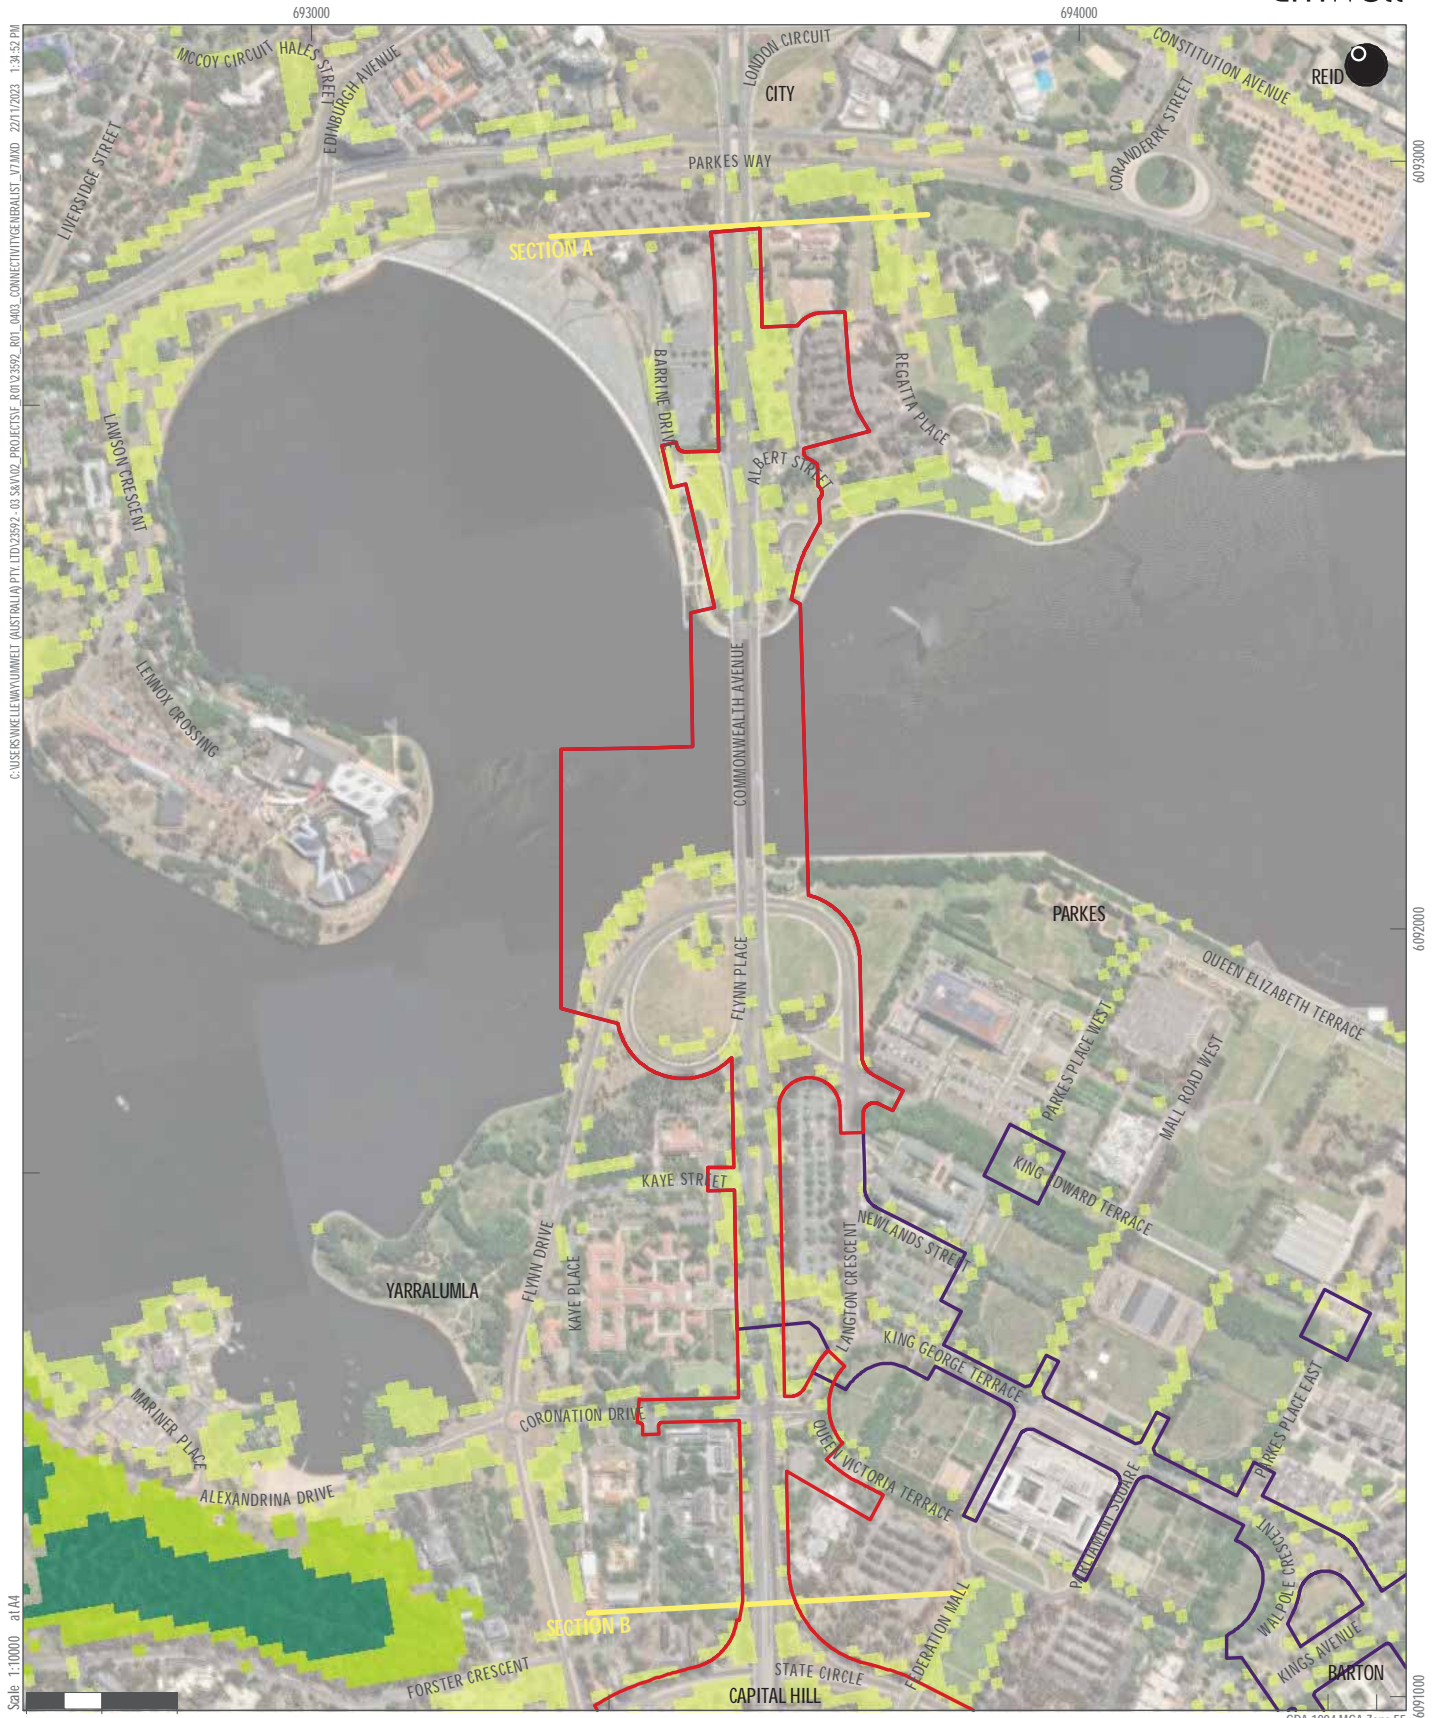 693000
694000
MCCOY CIRCUIT
HALES STREET
EDINBURGH AVENUE
LIVERSIDGE STREET
LONDON CIRCUIT
CITY
CONSTITUTION AVENUE
REID
CORANDERRK STREET
PARKES WAY
6093000
SECTION A
BARRINE DRIVE
REGATTA PLACE
ALBERT STREET
LAWSON CRESCENT
LENNOX CROSSING
COMMONWEALTH AVENUE
PARKES
6092000
FLYNN PLACE
QUEEN ELIZABETH TERRACE
PARKES PLACE WEST
MALL ROAD WEST
KAYE STREET
KING EDWARD TERRACE
NEWLANDS STREET
FLYNN DRIVE
KAYE PLACE
LANGTON CRESCENT
YARRALUMLA
KING GEORGE TERRACE
MARINER PLACE
CORONATION DRIVE
QUEEN VICTORIA TERRACE
PARKES PLACE EAST
ALEXANDRINA DRIVE
PARLIAMENT SQUARE
WALPOLE CRESCENT
SECTION B
FEDERATION MALL
KINGS AVENUE
FORSTER CRESCENT
STATE CIRCLE
BARTON
CAPITAL HILL
6091000
Scale 1:10000 at A4